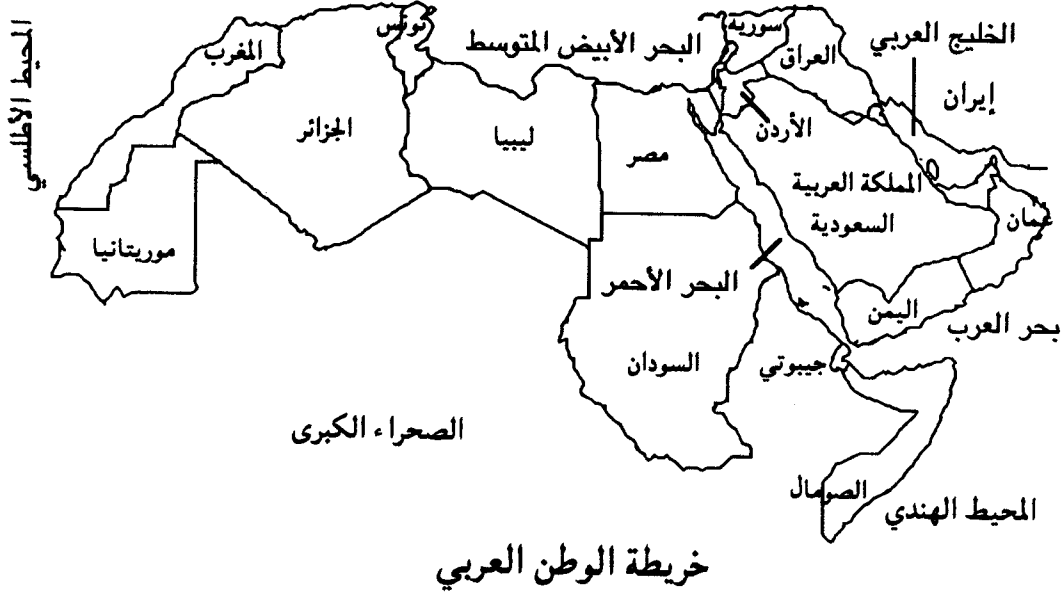 المحيط الأطلسي
المغرب
تونس
البحر الأبيض المتوسط
سورية
العراق
الخليج العربي
إيران
الجزائر
ليبيا
مصر
الأردن
المملكة العربية
السعودية
عُمان
موريتانيا
البحر الأحمر
اليمن
بحر العرب
السودان
جيبوتي
الصحراء الكبرى
الصومال
المحيط الهندي
خريطة الوطن العربي